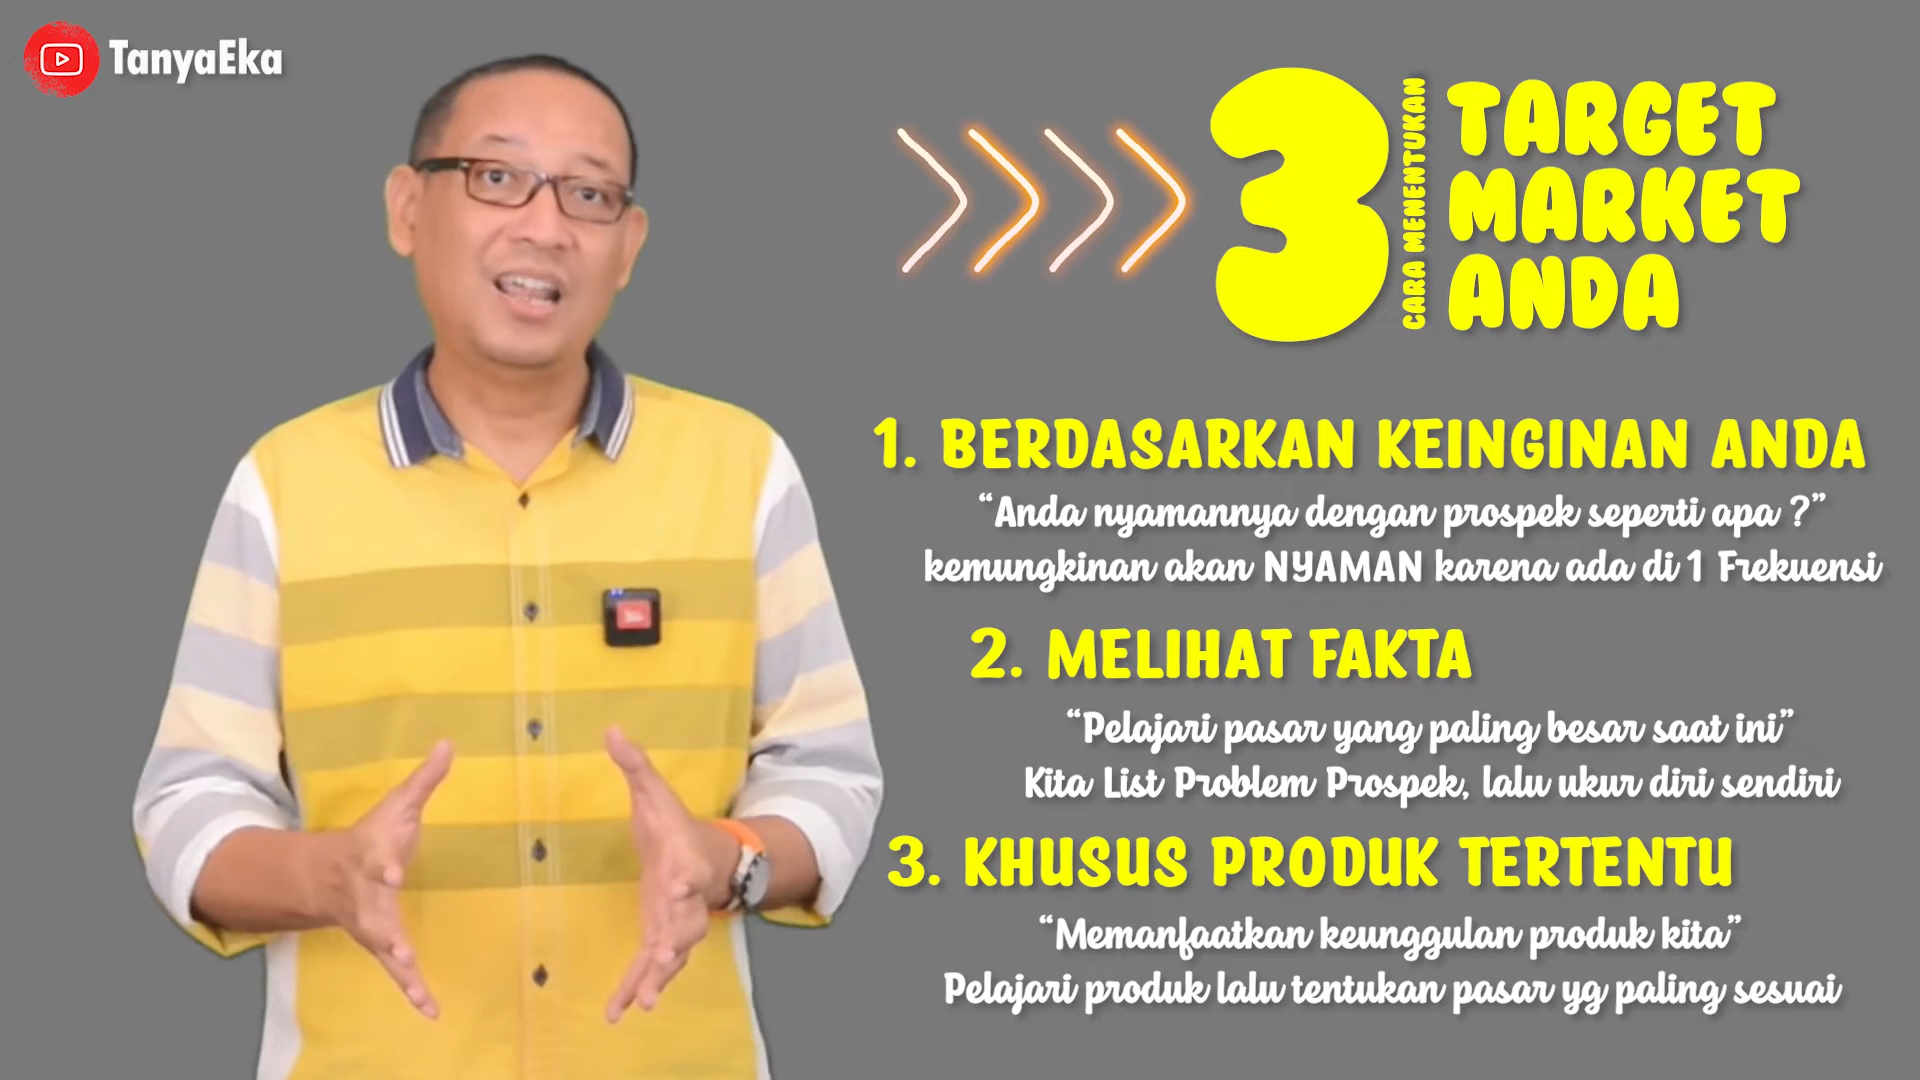 TanyaEka
3
CARA MENENTUKAN
TARGET
MARKET
ANDA
1. BERDASARKAN KEINGINAN ANDA
“Anda nyamannya dengan prospek seperti apa ?”
kemungkinan akan NYAMAN karena ada di 1 Frekuensi
2. MELIHAT FAKTA
“Pelajari pasar yang paling besar saat ini”
Kita List Problem Prospek, lalu ukur diri sendiri
3. KHUSUS PRODUK TERTENTU
“Memanfaatkan keunggulan produk kita”
Pelajari produk lalu tentukan pasar yg paling sesuai